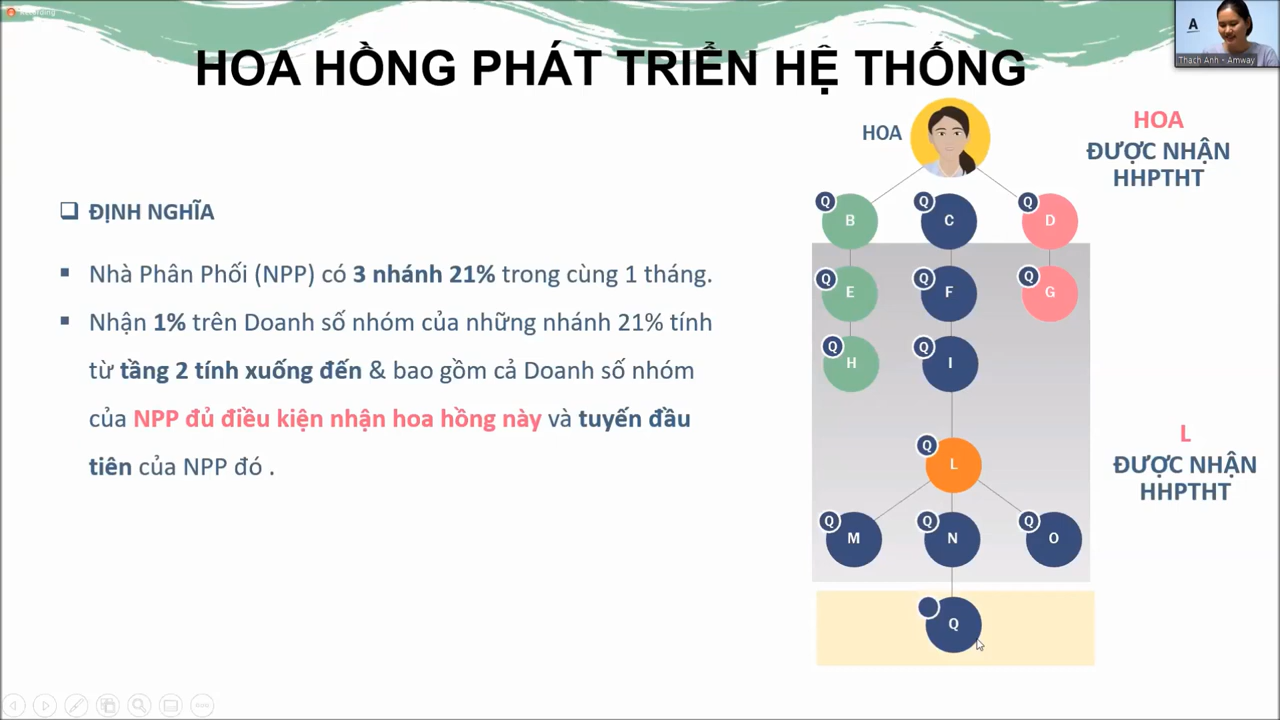 Recording
HOA HỒNG PHÁT TRIỂN HỆ THỐNG
A
Thach Anh - Amway
HOA
HOA
ĐƯỢC NHẬN
HHPTHT
ĐỊNH NGHĨA
Nhà Phân Phối (NPP) có 3 nhánh 21% trong cùng 1 tháng.
Nhận 1% trên Doanh số nhóm của những nhánh 21% tính
từ tầng 2 tính xuống đến & bao gồm cả Doanh số nhóm
của NPP đủ điều kiện nhận hoa hồng này và tuyến đầu
tiên của NPP đó .
Q B Q C Q D
Q E Q F Q G
Q H Q I
Q L
L
ĐƯỢC NHẬN
HHPTHT
Q M Q N Q O
Q